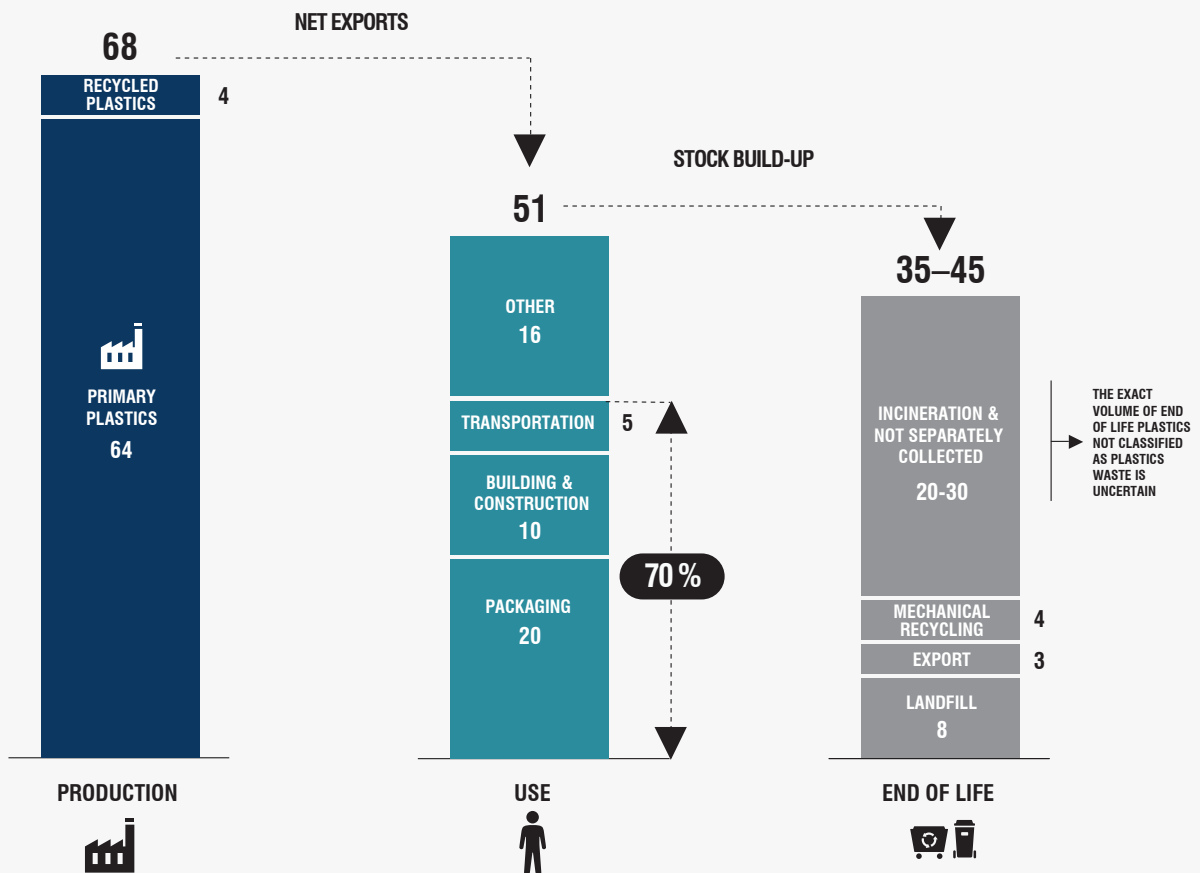 NET EXPORTS
68
RECYCLED
PLASTICS
4
PRIMARY
PLASTICS
64
PRODUCTION
STOCK BUILD-UP
51
OTHER
16
TRANSPORTATION
5
BUILDING &
CONSTRUCTION
10
70 %
PACKAGING
20
USE
35–45
INCINERATION &
NOT SEPARATELY
COLLECTED
20-30
THE EXACT
VOLUME OF END
OF LIFE PLASTICS
NOT CLASSIFIED
AS PLASTICS
WASTE IS
UNCERTAIN
MECHANICAL
RECYCLING
4
EXPORT
3
LANDFILL
8
END OF LIFE